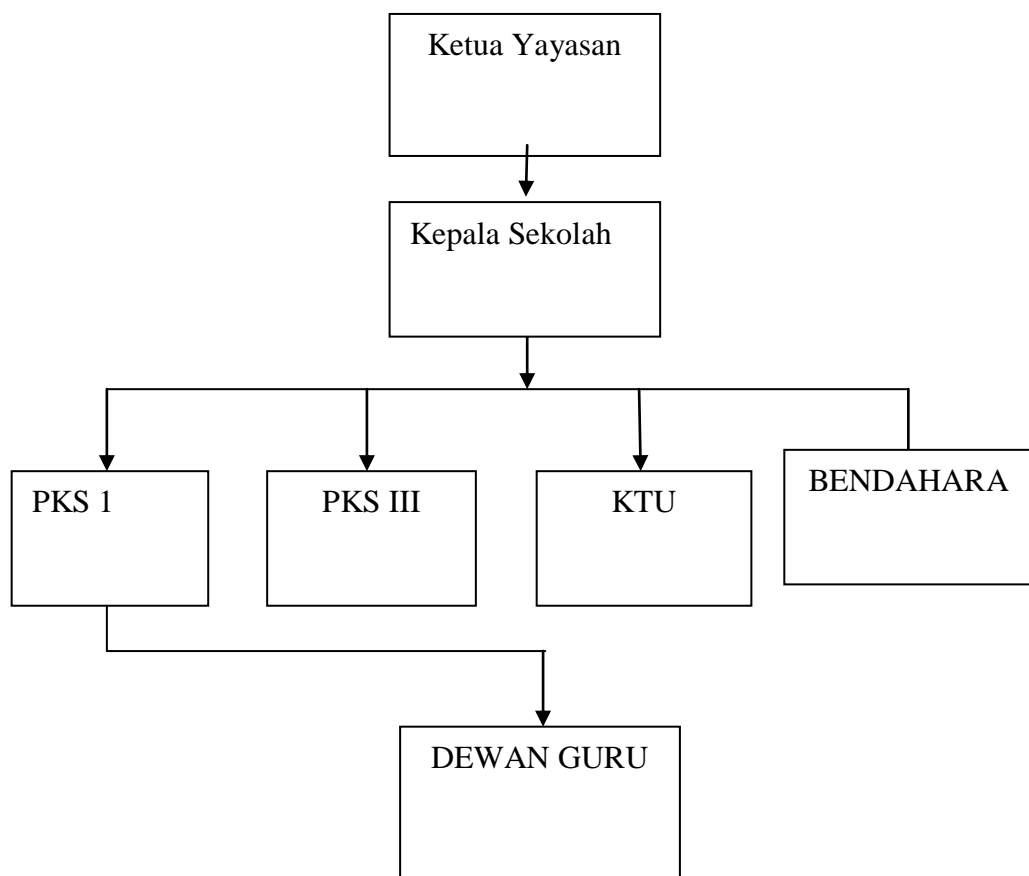 Ketua Yayasan
Kepala Sekolah
PKS 1
PKS III
KTU
BENDAHARA
DEWAN GURU